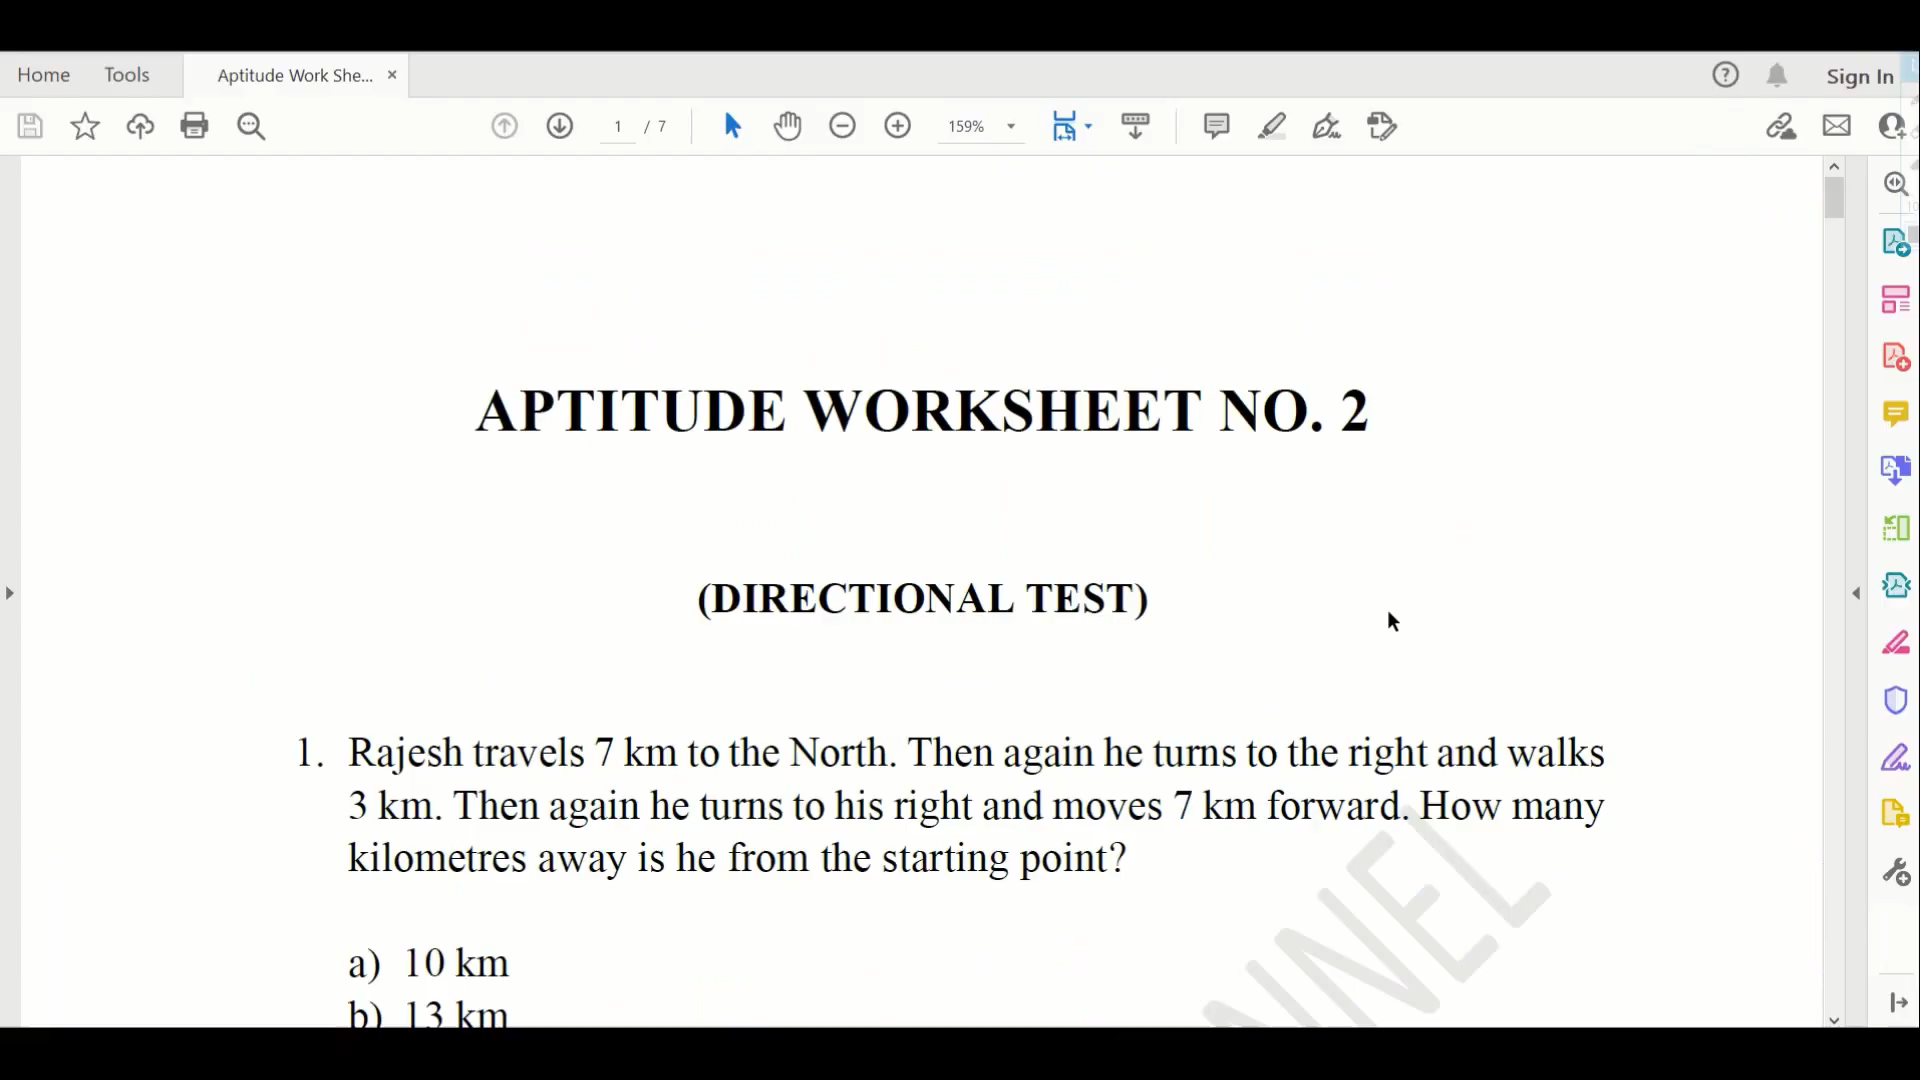 Home Tools Aptitude Work She... ×
Sign In
1 / 7 159%
APTITUDE WORKSHEET NO. 2
(DIRECTIONAL TEST)
1. Rajesh travels 7 km to the North. Then again he turns to the right and walks
3 km. Then again he turns to his right and moves 7 km forward. How many
kilometres away is he from the starting point?
a) 10 km
b) 13 km
NNEL